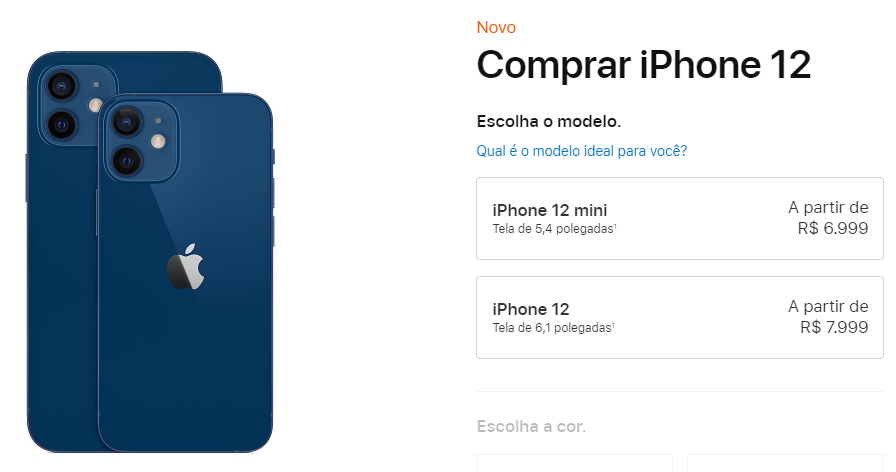 Novo
Comprar iPhone 12
Escolha o modelo.
Qual é o modelo ideal para você?
iPhone 12 mini
Tela de 5,4 polegadas¹
A partir de
R$ 6.999
iPhone 12
Tela de 6,1 polegadas¹
A partir de
R$ 7.999
Escolha a cor.